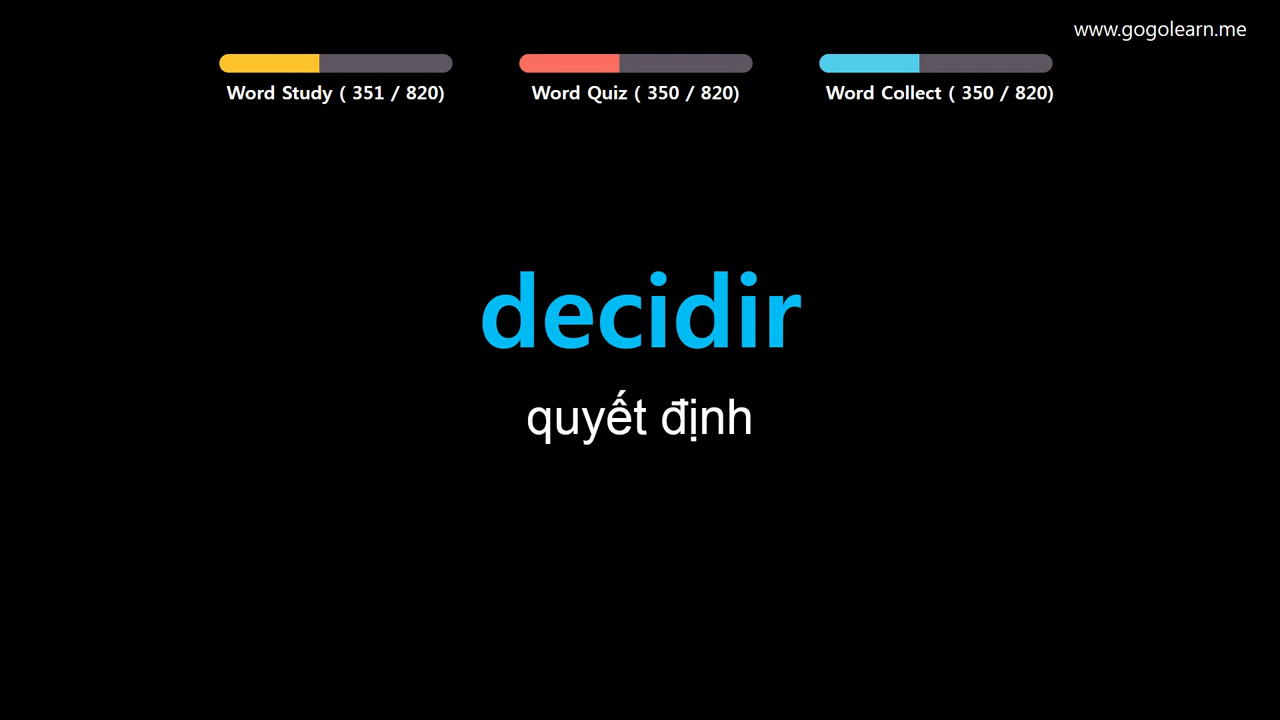 www.gogolearn.me
Word Study ( 351 / 820)
Word Quiz ( 350 / 820)
Word Collect ( 350 / 820)
decidir
quyết định